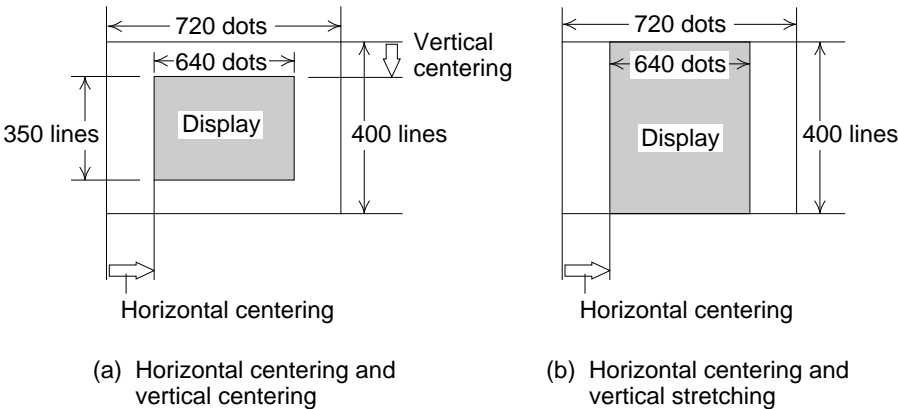 720 dots
Vertical
centering
640 dots
350 lines
Display
400 lines
Horizontal centering
(a) Horizontal centering and
vertical centering
720 dots
640 dots
Display
400 lines
Horizontal centering
(b) Horizontal centering and
vertical stretching